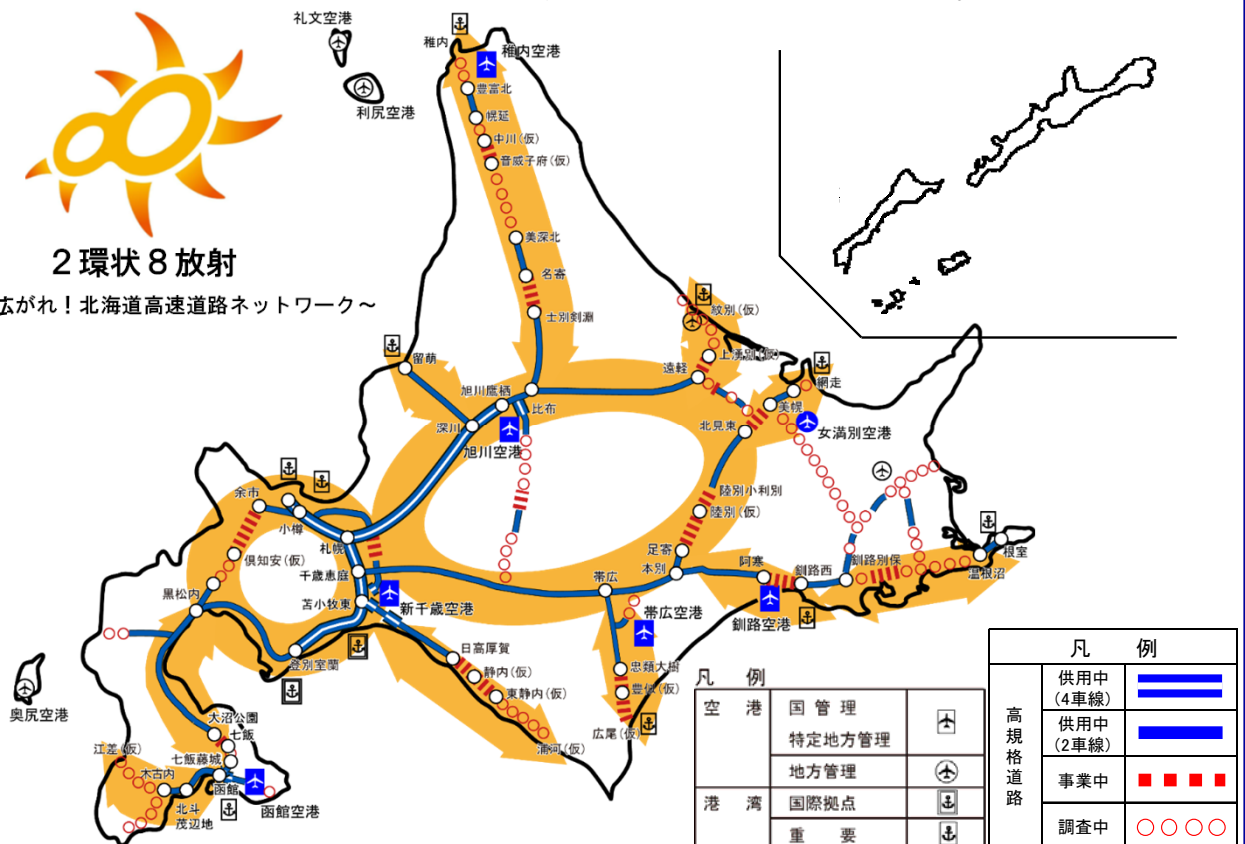 礼文空港
利尻空港
稚内
稚内空港
豊富北
幌延
中川(仮)
音威子府(仮)
美深北
名寄
士別剣淵
2環状8放射
広がれ！北海道高速道路ネットワーク～
紋別(仮)
上湧別(仮)
遠軽
留萌
旭川鷹栖
比布
深川
旭川空港
網走
美幌
女満別空港
北見東
陸別小利別
陸別(仮)
足寄
本別
余市
小樽
札幌
倶知安(仮)
千歳恵庭
黒松内
苫小牧東
新千歳空港
登別室蘭
帯広
帯広空港
阿寒
釧路西
釧路別保
釧路空港
根室
温根沼
日高厚賀
静内(仮)
東静内(仮)
浦河(仮)
忠類大樹
豊似(仮)
広尾(仮)
奥尻空港
大沼公園
七飯
七飯藤城
江差(仮)
木古内
函館
北斗
茂辺地
函館空港
凡 例
空 港
国 管 理
特定地方管理
地方管理
港 湾
国際拠点
重 要
凡 例
高規格道路
供用中
(4車線)
供用中
(2車線)
事業中
調査中